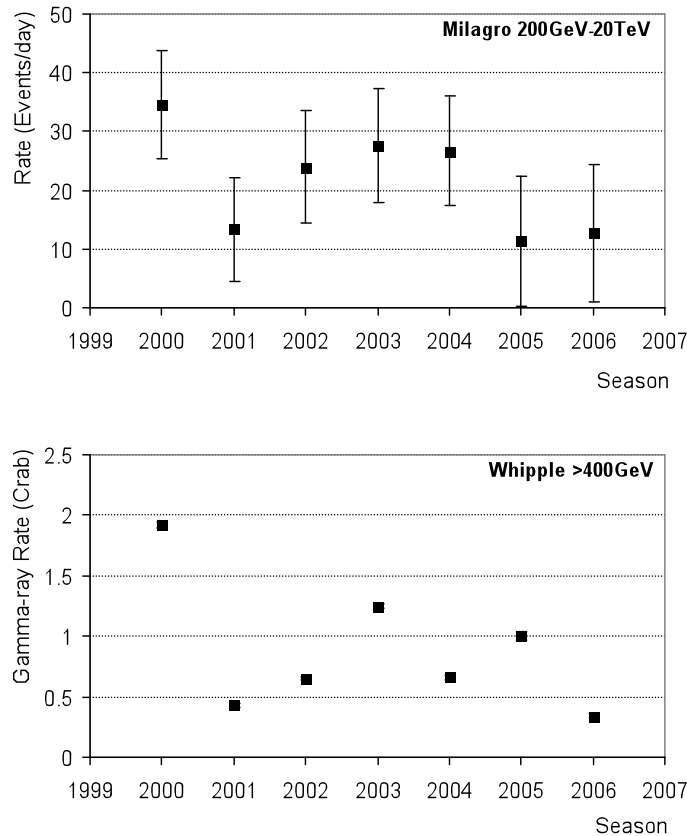 Milagro 200GeV-20TeV
Rate (Events/day)
50
40
30
20
10
0
1999 2000 2001 2002 2003 2004 2005 2006 2007
Season
Whipple >400GeV
Gamma-ray Rate (Crab)
2.5
2
1.5
1
0.5
0
1999 2000 2001 2002 2003 2004 2005 2006 2007
Season